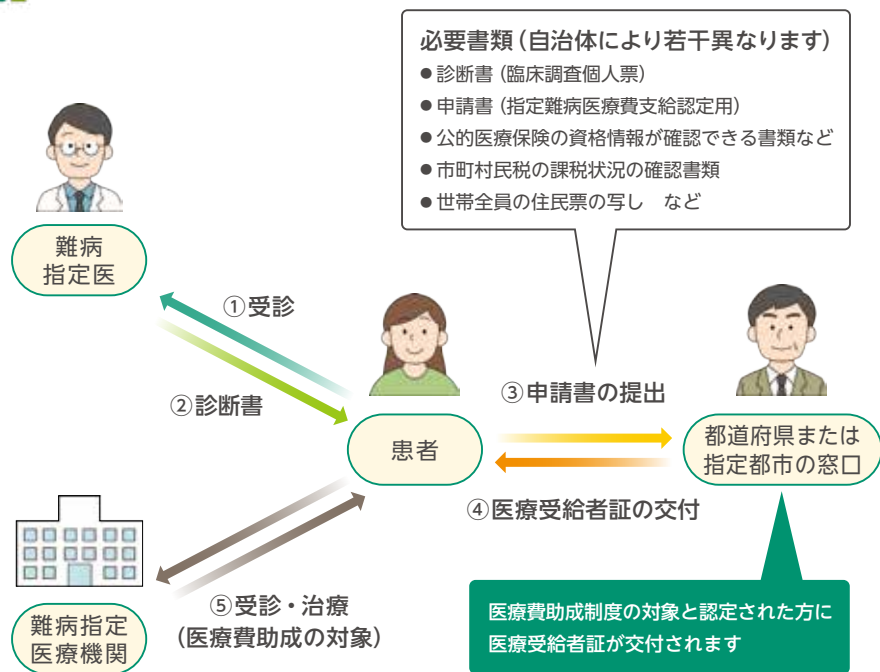 必要書類（自治体により若干異なります）
●診断書（臨床調査個人票）
●申請書（指定難病医療費支給認定用）
●公的医療保険の資格情報が確認できる書類など
●市町村民税の課税状況の確認書類
●世帯全員の住民票の写し　など
難病
指定医
①受診
②診断書
患者
③申請書の提出
都道府県または
指定都市の窓口
④医療受給者証の交付
医療費助成制度の対象と認定された方に
医療受給者証が交付されます
⑤受診・治療
（医療費助成の対象）
難病指定
医療機関